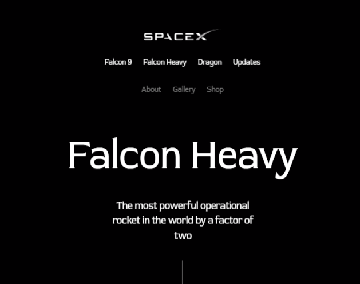 SPACEX
Falcon 9 Falcon Heavy Dragon Updates
About Gallery Shop
Falcon Heavy
The most powerful operational
rocket in the world by a factor of
two